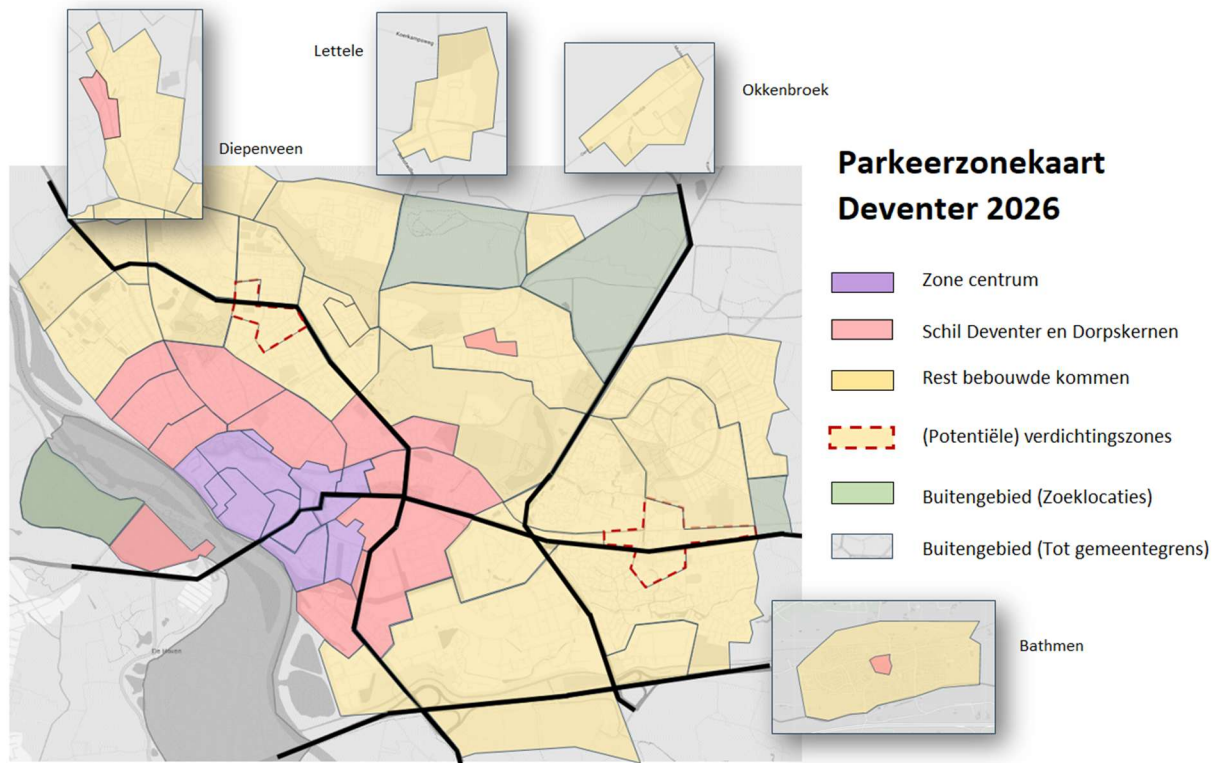 Lettele
Koerkampsweg
Okkenbroek
Diepenveen
Parkeerzonekaart
Deventer 2026
Zone centrum
Schil Deventer en Dorpskernen
Rest bebouwde kommen
(Potentiële) verdichtingszones
Buitengebied (Zoeklocaties)
Buitengebied (Tot gemeentegrens)
Bathmen